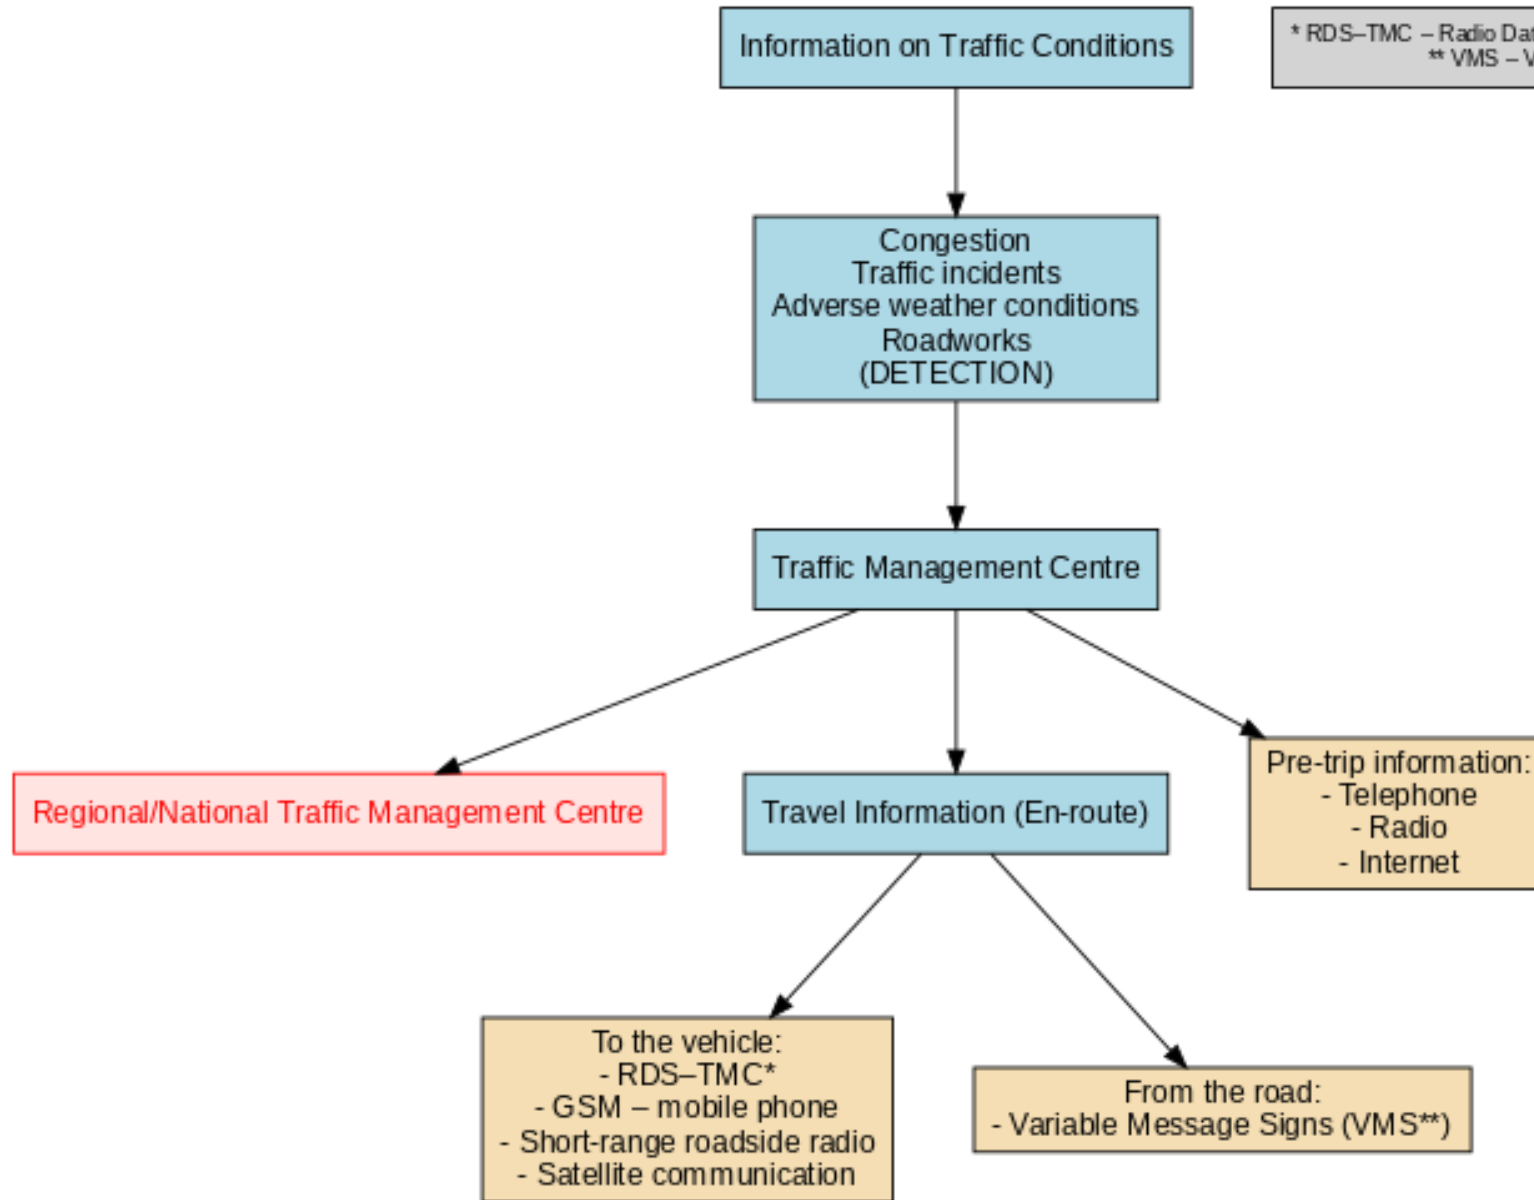 Information on Traffic Conditions
* RDS–TMC – Radio
** VMS –
Congestion
Traffic incidents
Adverse weather conditions
Roadworks
(DETECTION)
Traffic Management Centre
Regional/National Traffic Management Centre
Travel Information (En-route)
Pre-trip information:
- Telephone
- Radio
- Internet
To the vehicle:
- RDS–TMC*
- GSM – mobile phone
- Short-range roadside radio
- Satellite communication
From the road:
- Variable Message Signs (VMS**)